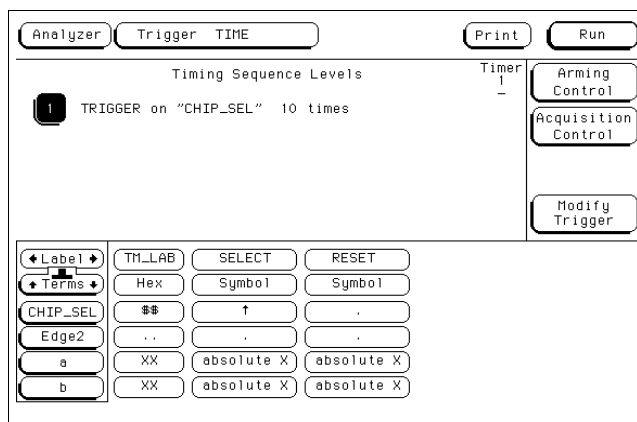 Analyzer Trigger TIME Print Run
Timing Sequence Levels
Timer
1
–
Arming
Control
1 TRIGGER on "CHIP_SEL" 10 times
Acquisition
Control
Modify
Trigger
←Label→ TM_LAB SELECT RESET
↑Terms↓ Hex Symbol Symbol
CHIP_SEL $$ ↑ .
Edge2 .. . .
a XX absolute X absolute X
b XX absolute X absolute X